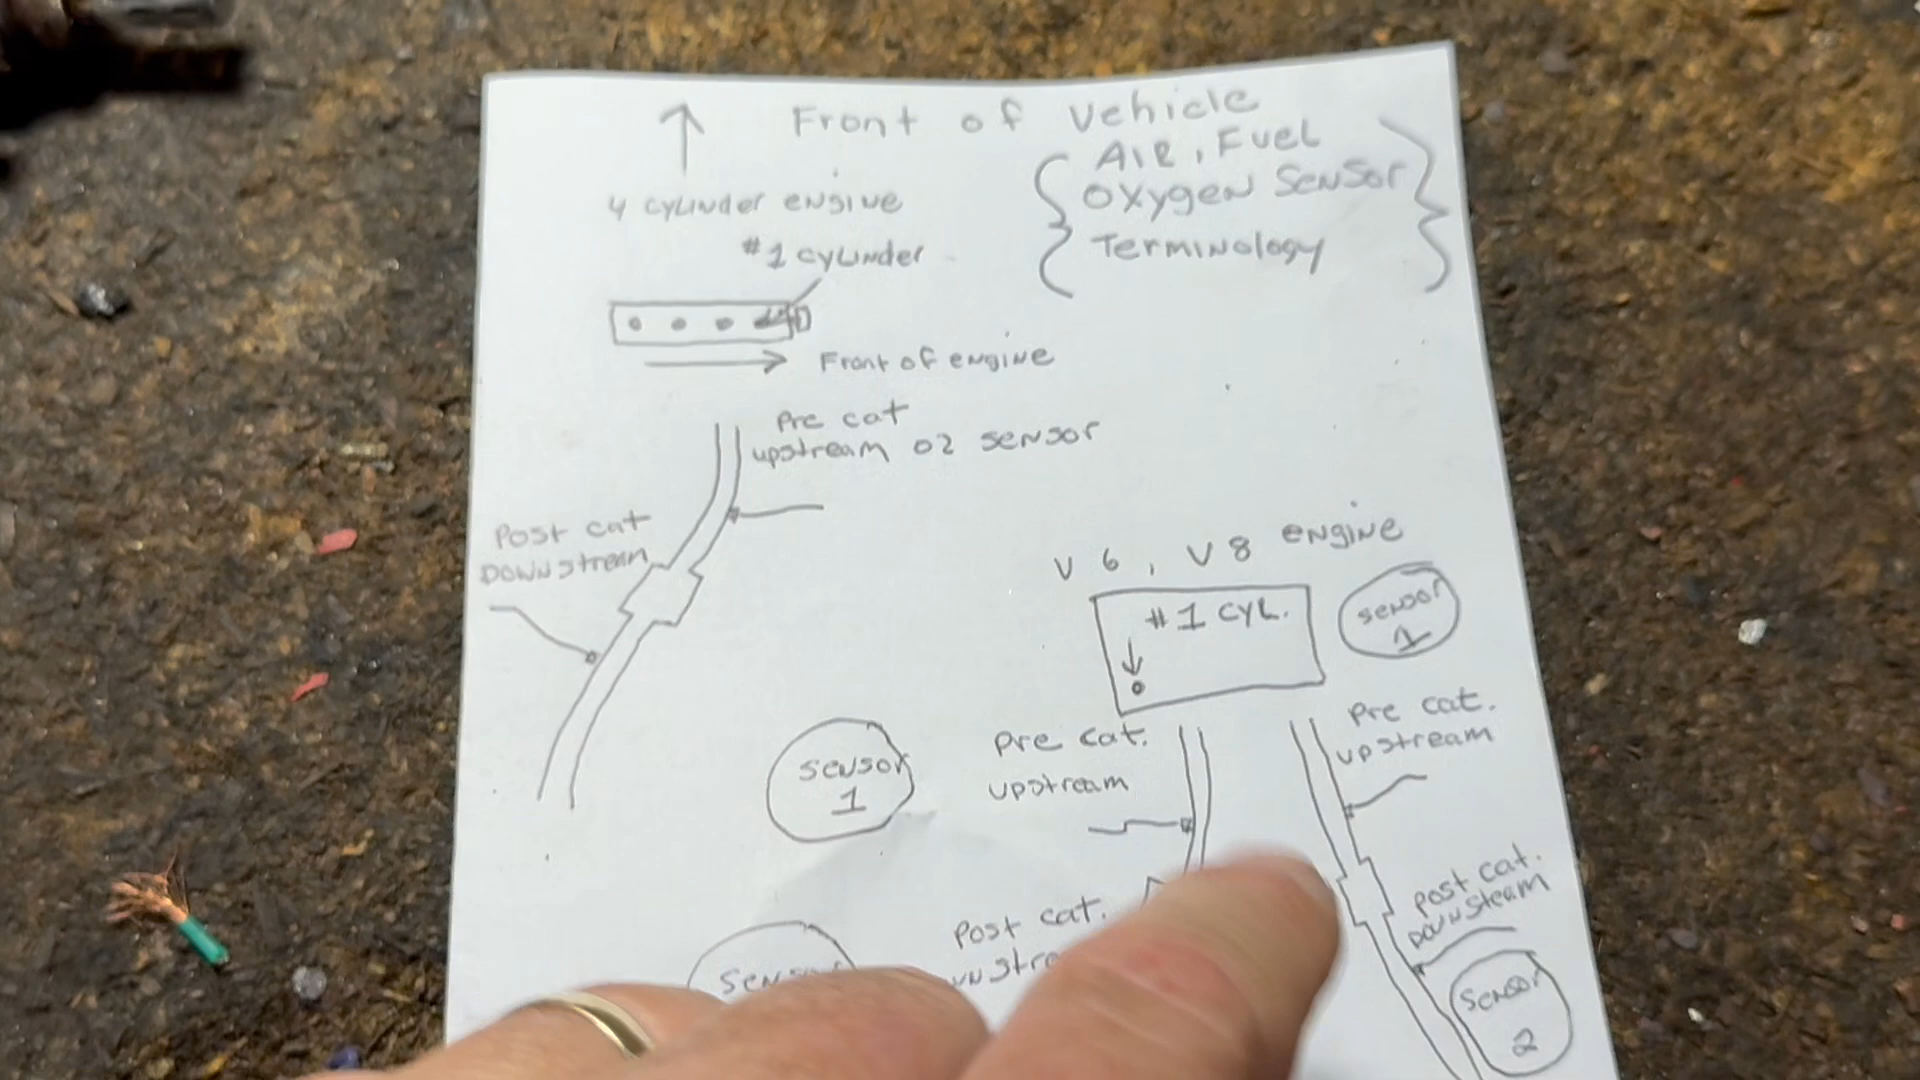 Front of vehicle
AIR, Fuel
Oxygen Sensor
Terminology
4 cylinder engine
#1 cylinder
Front of engine
Pre cat
upstream O2 sensor
Post cat
DOWNstream
V 6, V 8 engine
#1 CYL.
sensor
1
Pre cat.
upstream
Pre cat.
upstream
sensor
1
Post cat.
DOWNsteam
Post cat.
sensor
2